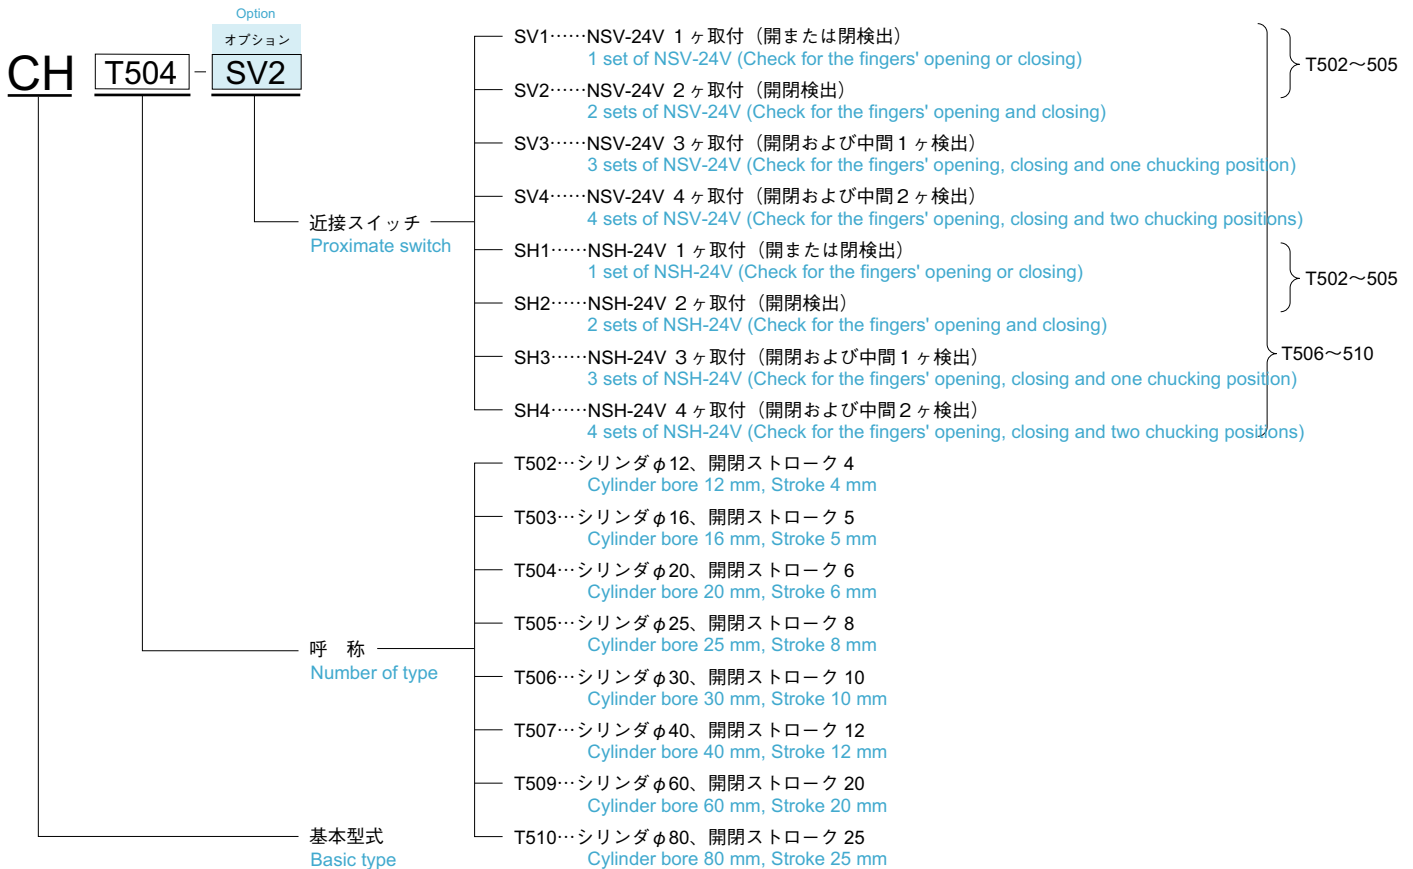 Option
オプション
CH T504 - SV2
SV1……NSV-24V 1ヶ取付（開または閉検出）
1 set of NSV-24V (Check for the fingers' opening or closing)
T502〜505
SV2……NSV-24V 2ヶ取付（開閉検出）
2 sets of NSV-24V (Check for the fingers' opening and closing)
SV3……NSV-24V 3ヶ取付（開閉および中間1ヶ検出）
3 sets of NSV-24V (Check for the fingers' opening, closing and one chucking position)
SV4……NSV-24V 4ヶ取付（開閉および中間2ヶ検出）
4 sets of NSV-24V (Check for the fingers' opening, closing and two chucking positions)
近接スイッチ
Proximate switch
SH1……NSH-24V 1ヶ取付（開または閉検出）
1 set of NSH-24V (Check for the fingers' opening or closing)
T502〜505
SH2……NSH-24V 2ヶ取付（開閉検出）
2 sets of NSH-24V (Check for the fingers' opening and closing)
T506〜510
SH3……NSH-24V 3ヶ取付（開閉および中間1ヶ検出）
3 sets of NSH-24V (Check for the fingers' opening, closing and one chucking position)
SH4……NSH-24V 4ヶ取付（開閉および中間2ヶ検出）
4 sets of NSH-24V (Check for the fingers' opening, closing and two chucking positions)
T502…シリンダφ12、開閉ストローク 4
Cylinder bore 12 mm, Stroke 4 mm
T503…シリンダφ16、開閉ストローク 5
Cylinder bore 16 mm, Stroke 5 mm
T504…シリンダφ20、開閉ストローク 6
Cylinder bore 20 mm, Stroke 6 mm
T505…シリンダφ25、開閉ストローク 8
Cylinder bore 25 mm, Stroke 8 mm
呼　称
Number of type
T506…シリンダφ30、開閉ストローク 10
Cylinder bore 30 mm, Stroke 10 mm
T507…シリンダφ40、開閉ストローク 12
Cylinder bore 40 mm, Stroke 12 mm
T509…シリンダφ60、開閉ストローク 20
Cylinder bore 60 mm, Stroke 20 mm
基本型式
Basic type
T510…シリンダφ80、開閉ストローク 25
Cylinder bore 80 mm, Stroke 25 mm